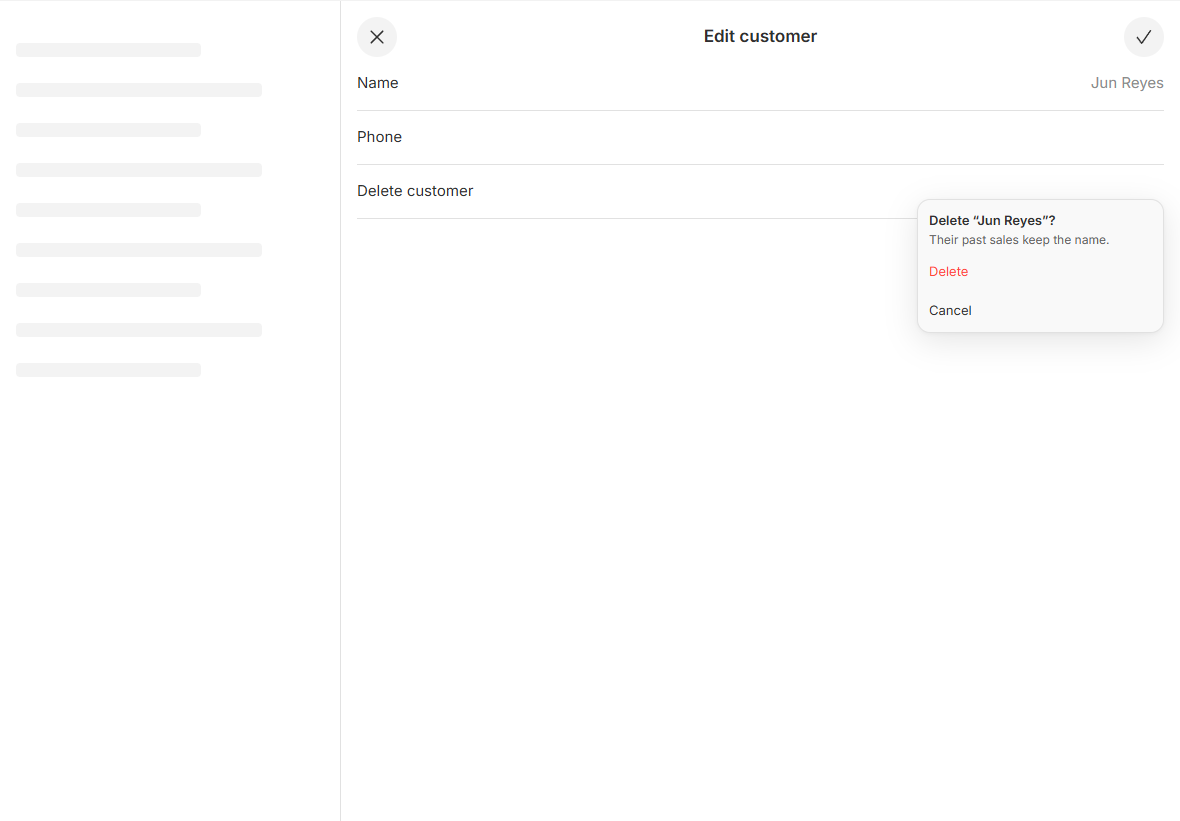 Edit customer
Name
Jun Reyes
Phone
Delete customer
Delete “Jun Reyes”?
Their past sales keep the name.
Delete
Cancel